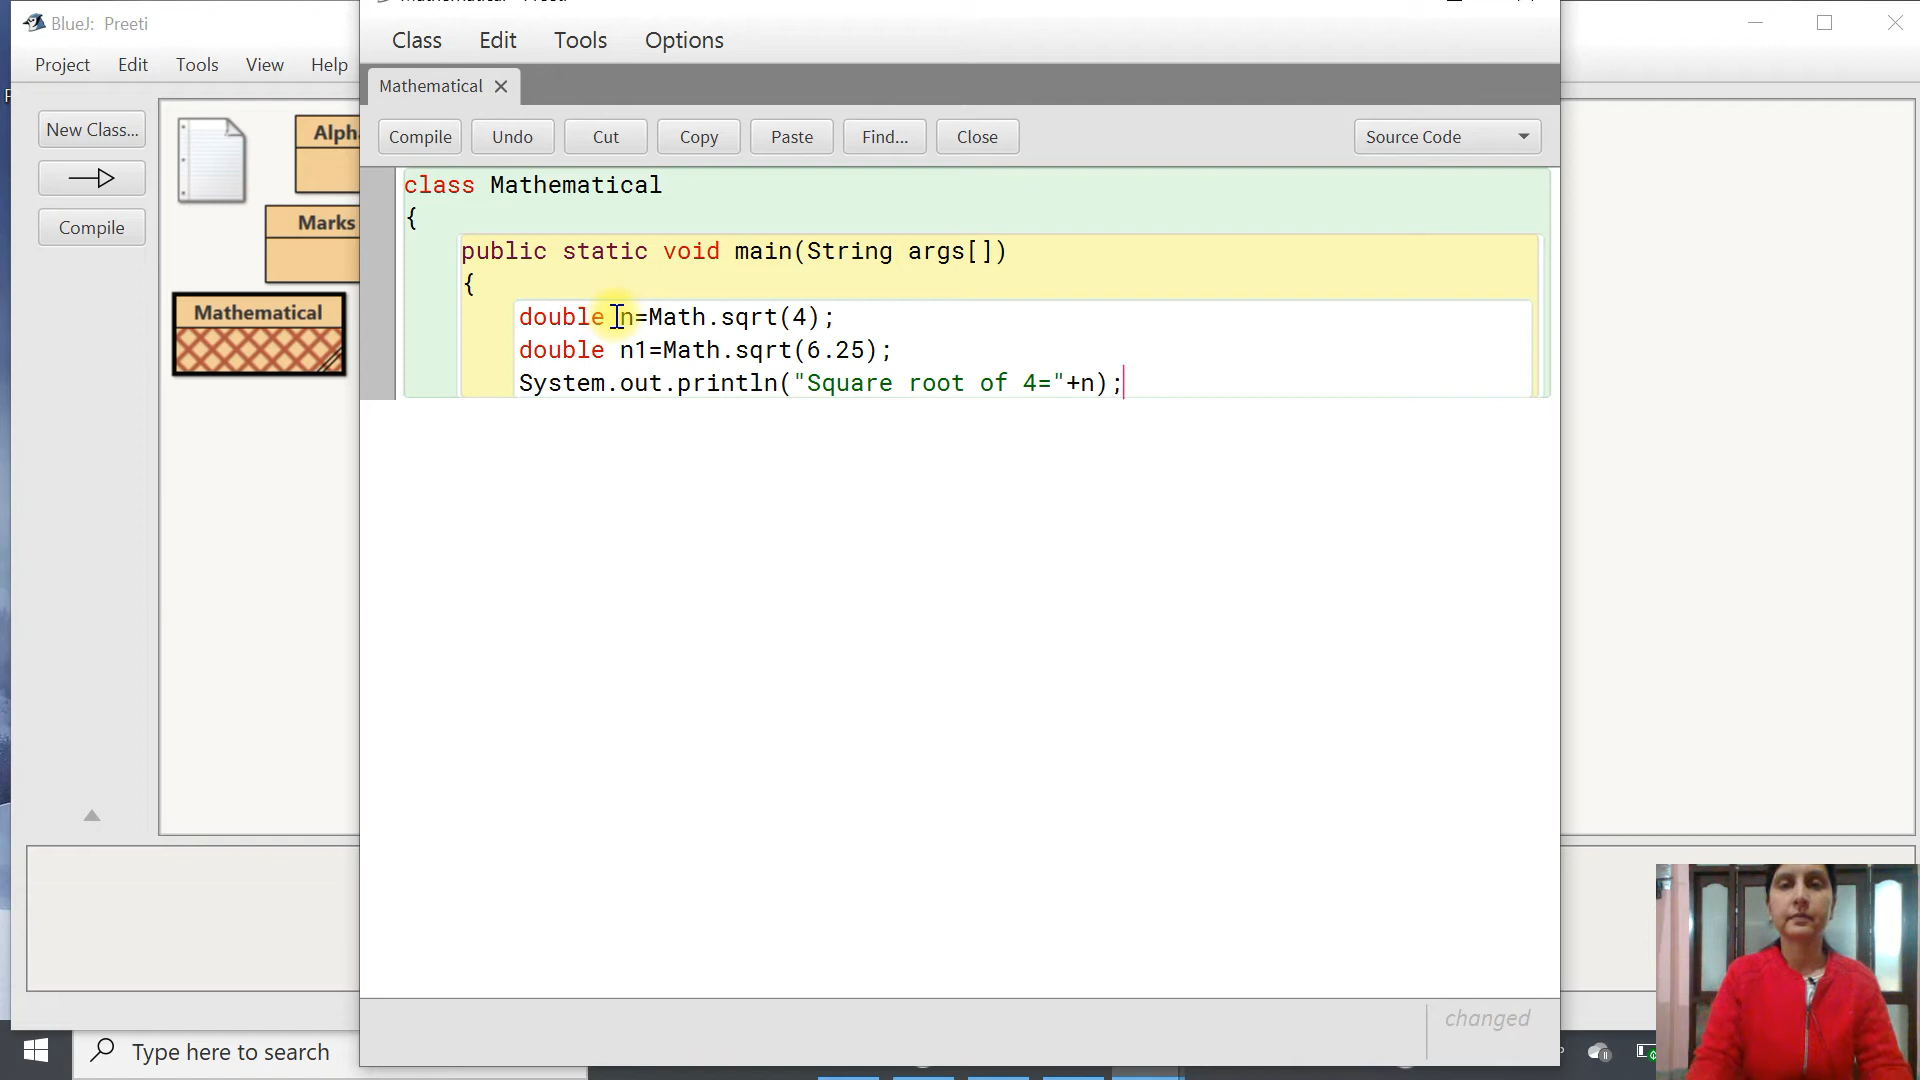 BlueJ: Preeti
Project Edit Tools View Help
New Class...
Compile
Alpha
Marks
Mathematical
Class Edit Tools Options
Mathematical
Compile Undo Cut Copy Paste Find... Close Source Code
class Mathematical
{
public static void main(String args[])
{
double n=Math.sqrt(4);
double n1=Math.sqrt(6.25);
System.out.println("Square root of 4="+n);
changed
Type here to search